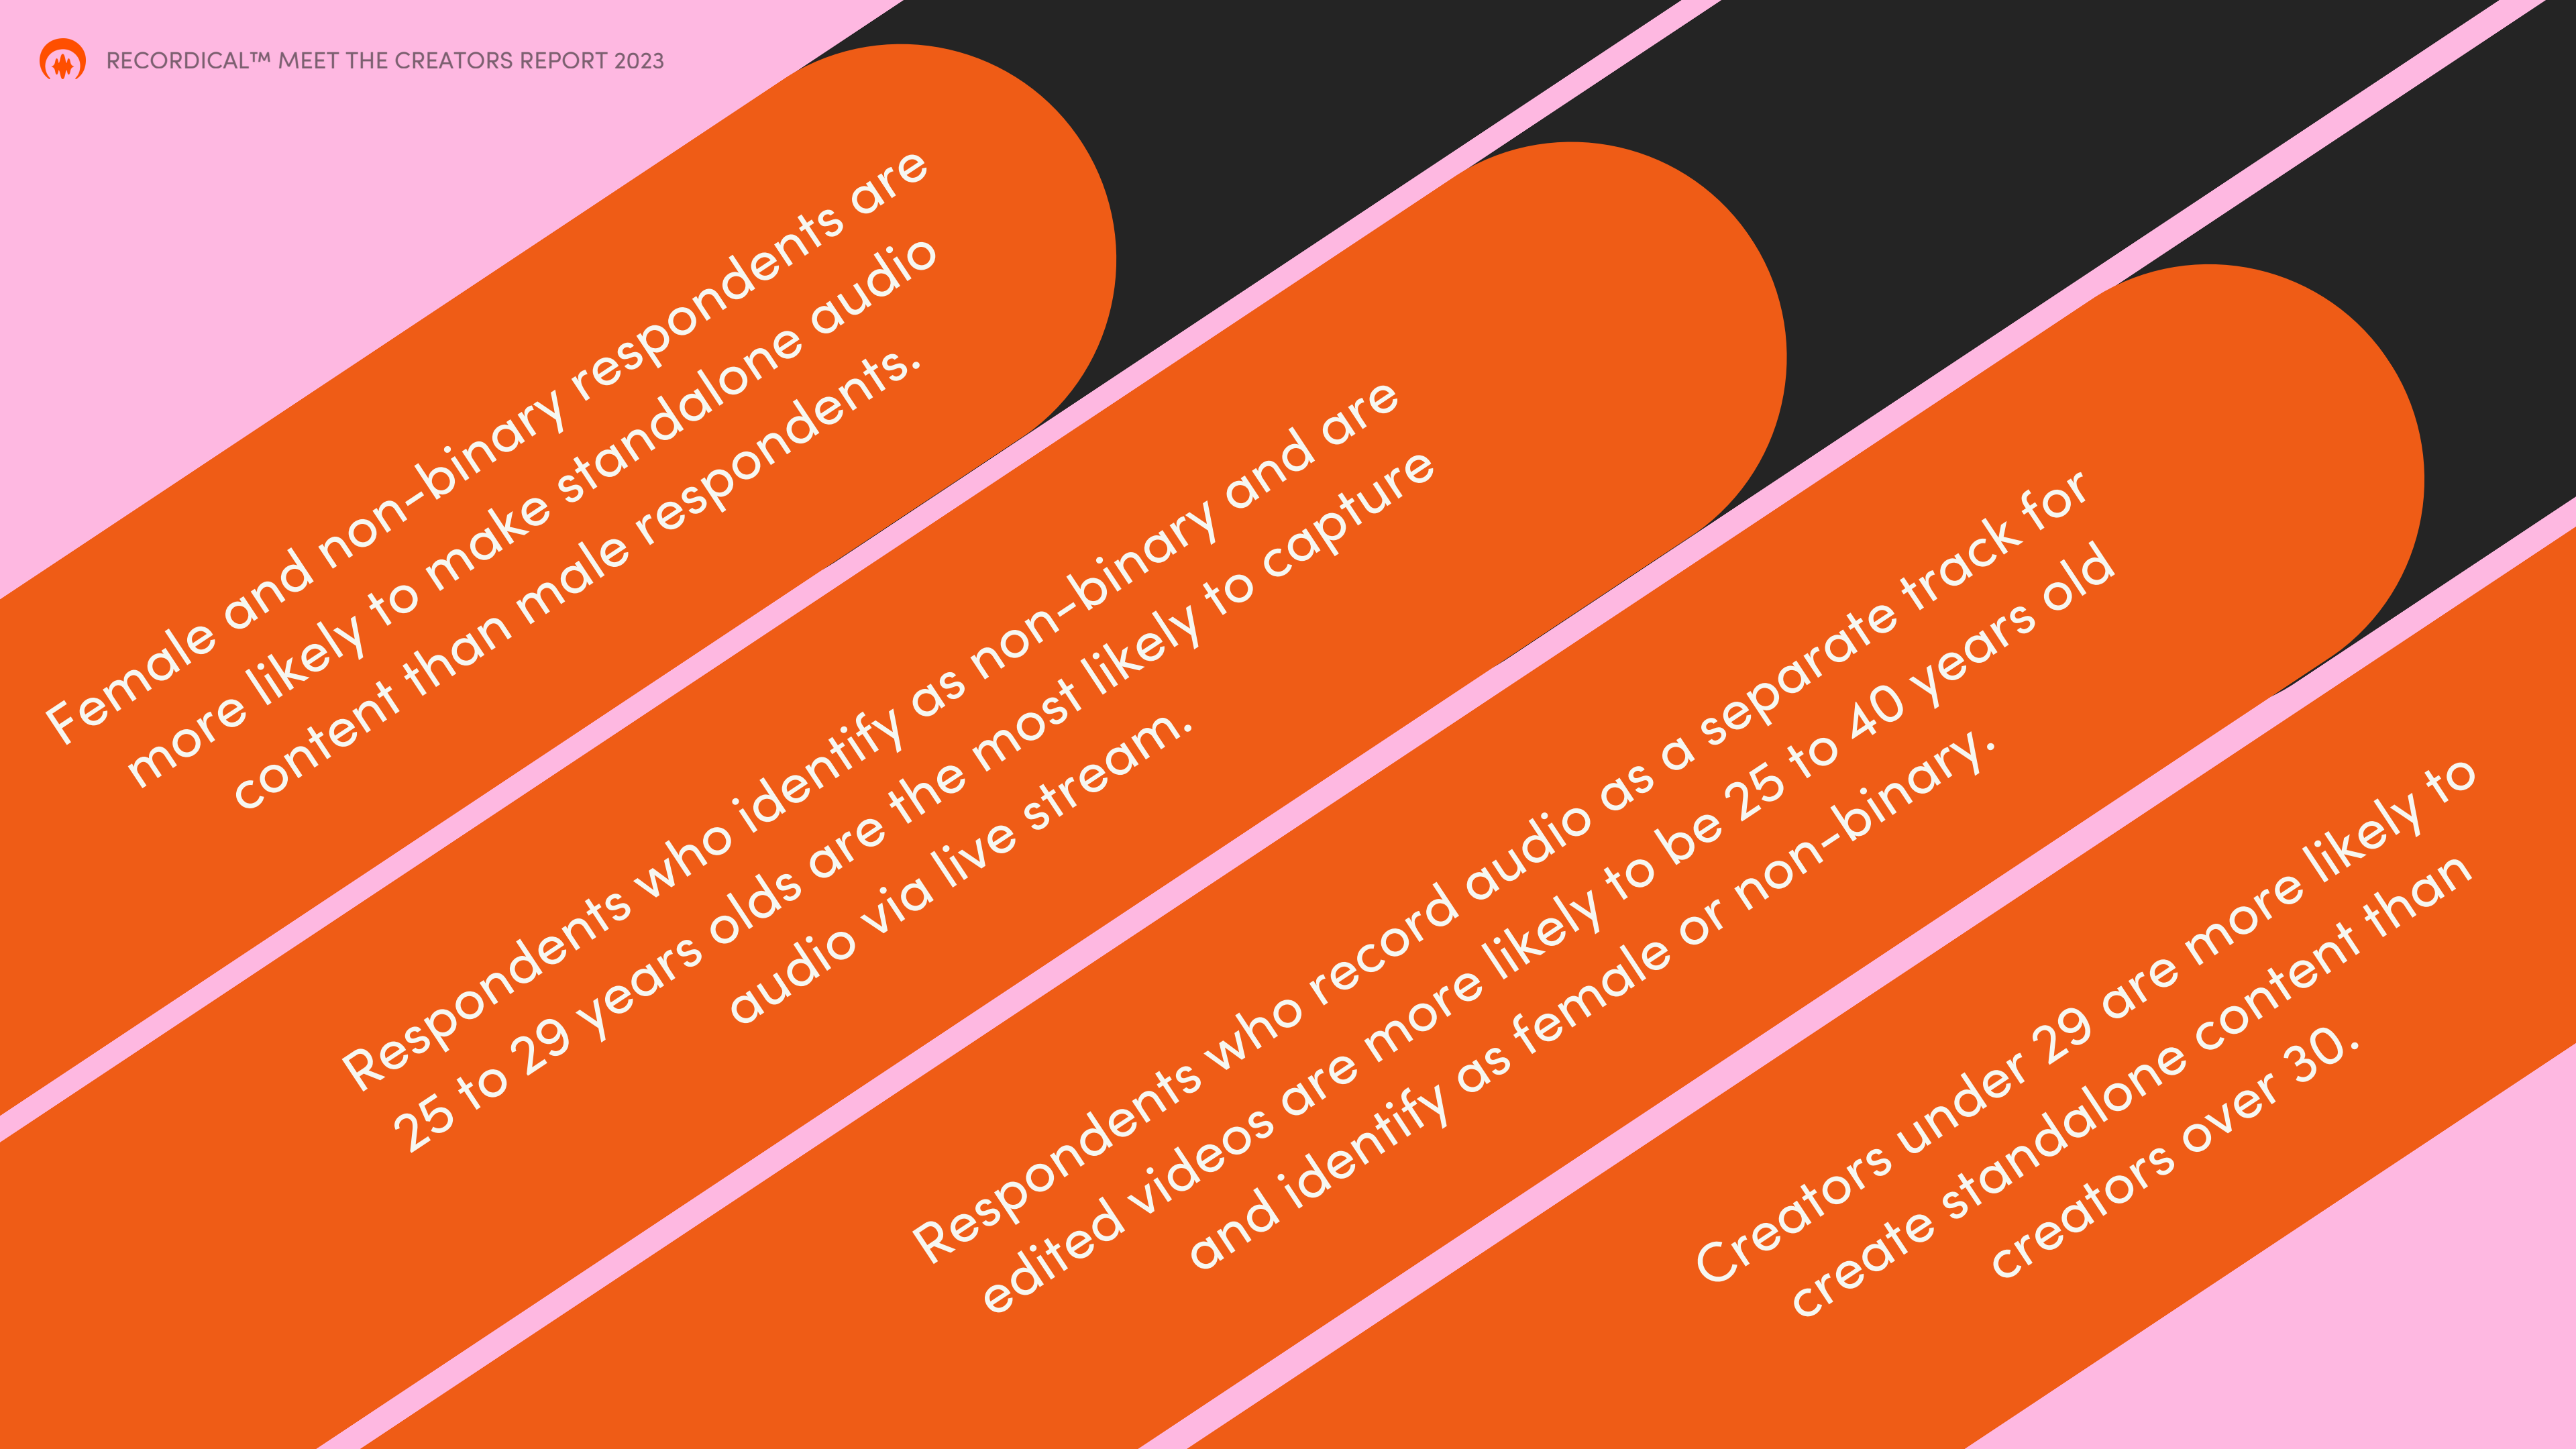 RECORDICAL™ MEET THE CREATORS REPORT 2023
Female and non-binary respondents are
more likely to make standalone audio
content than male respondents.
Respondents who identify as non-binary and are
25 to 29 years olds are the most likely to capture
audio via live stream.
Respondents who record audio as a separate track for
edited videos are more likely to be 25 to 40 years old
and identify as female or non-binary.
Creators under 29 are more likely to
create standalone content than
creators over 30.